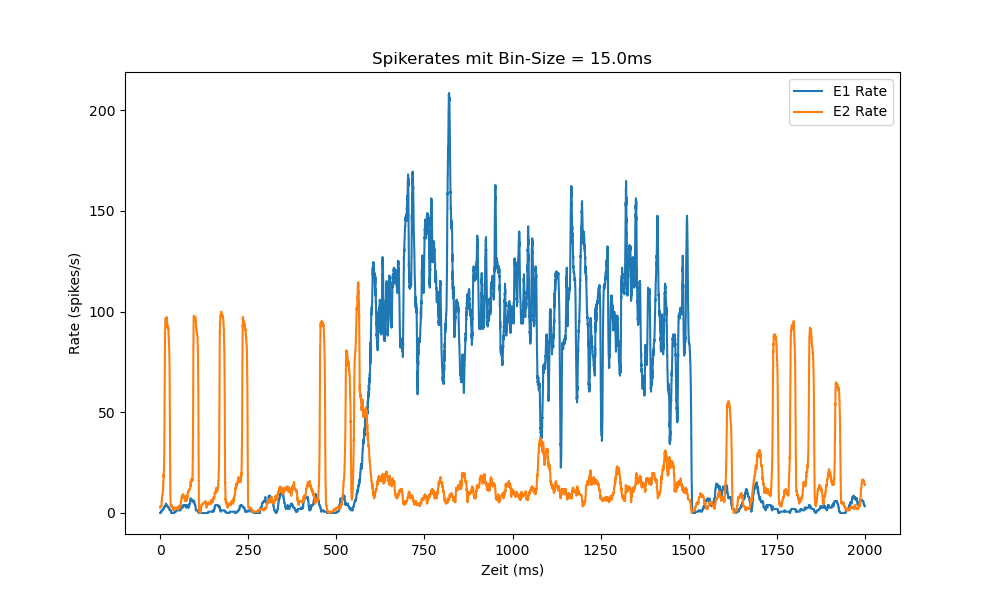 Spikerates mit Bin-Size = 15.0ms
E1 Rate
E2 Rate
200
150
100
50
0
Rate (spikes/s)
0 250 500 750 1000 1250 1500 1750 2000
Zeit (ms)